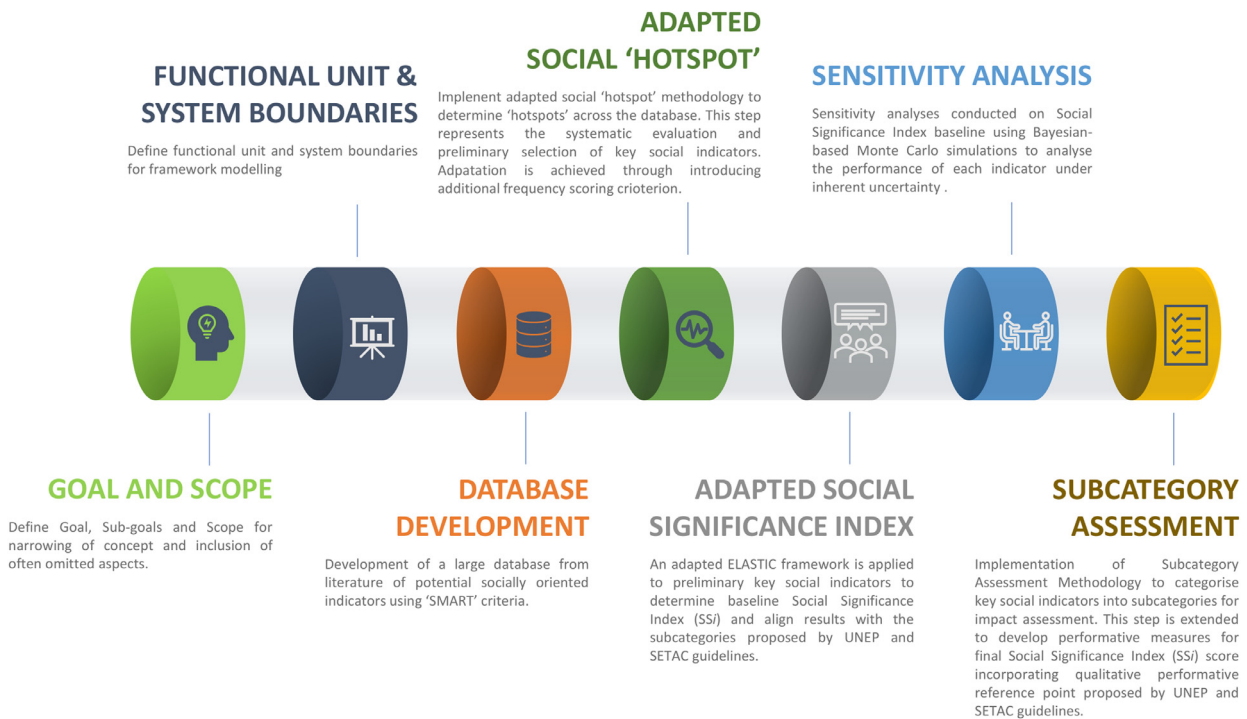 FUNCTIONAL UNIT &
SYSTEM BOUNDARIES
Define functional unit and system boundaries
for framework modelling
ADAPTED
SOCIAL ‘HOTSPOT’
Implenent adapted social ‘hotspot’ methodology to
determine ‘hotspots’ across the database. This step
represents the systematic evaluation and
preliminary selection of key social indicators.
Adpatation is achieved through introducing
additional frequency scoring crioterion.
SENSITIVITY ANALYSIS
Sensitivity analyses conducted on Social
Significance Index baseline using Bayesian-
based Monte Carlo simulations to analyse
the performance of each indicator under
inherent uncertainty .
GOAL AND SCOPE
Define Goal, Sub-goals and Scope for
narrowing of concept and inclusion of
often omitted aspects.
DATABASE
DEVELOPMENT
Development of a large database from
literature of potential socially oriented
indicators using ‘SMART’ criteria.
ADAPTED SOCIAL
SIGNIFICANCE INDEX
An adapted ELASTIC framework is applied
to preliminary key social indicators to
determine baseline Social Significance
Index (SSi) and align results with the
subcategories proposed by UNEP and
SETAC guidelines.
SUBCATEGORY
ASSESSMENT
Implementation of Subcategory
Assessment Methodology to categorise
key social indicators into subcategories for
impact assessment. This step is extended
to develop performative measures for
final Social Significance Index (SSi) score
incorporating qualitative performative
reference point proposed by UNEP and
SETAC guidelines.